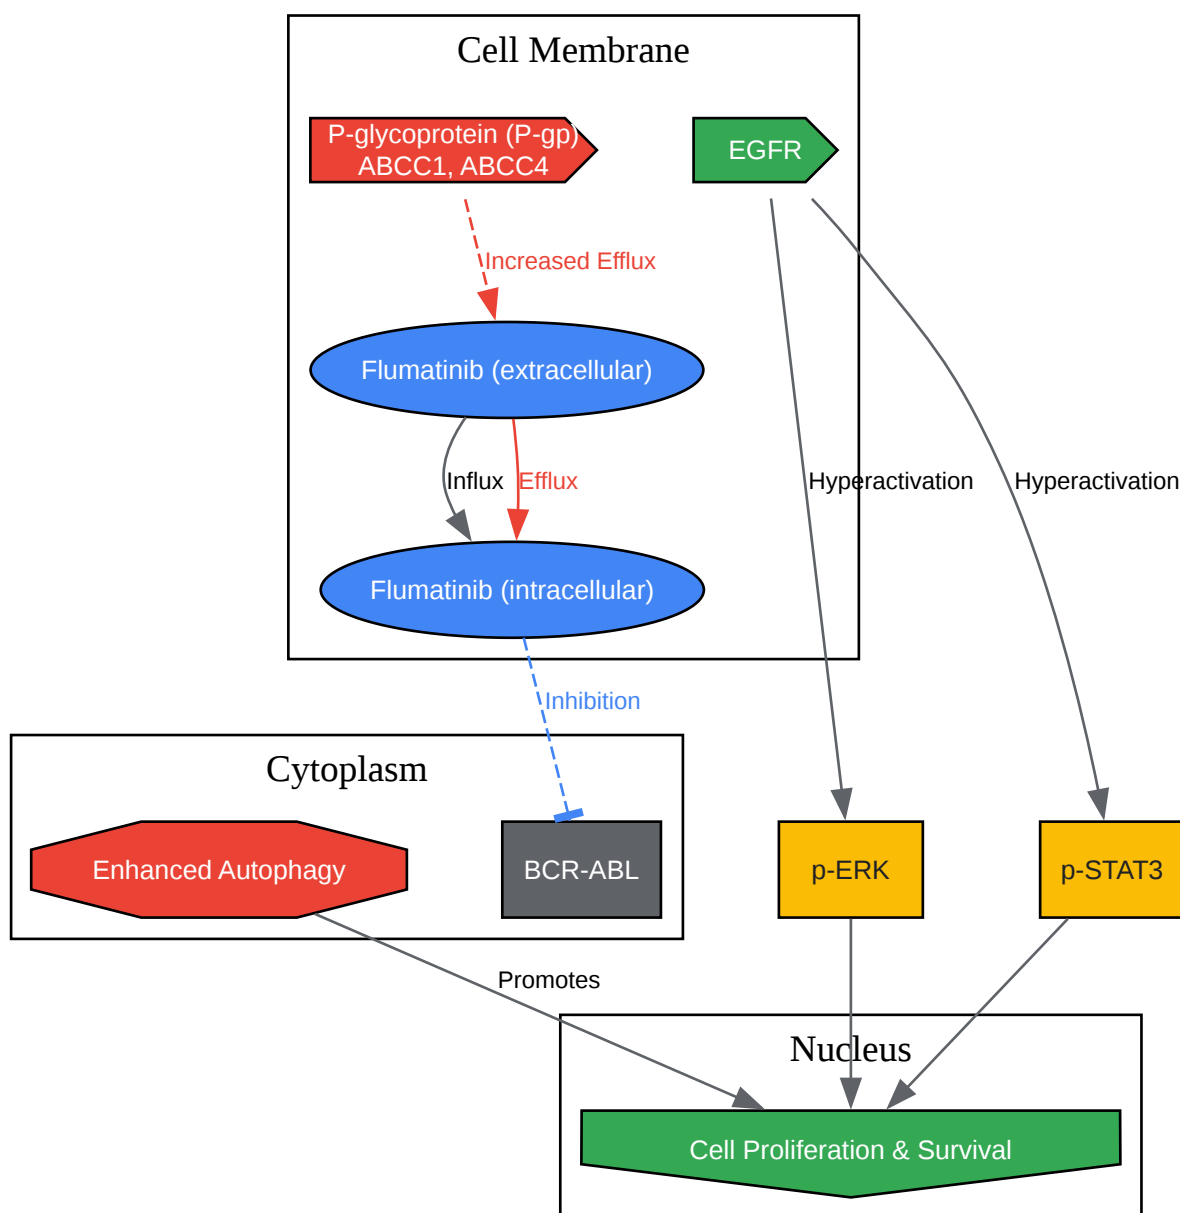 Cell Membrane
P-glycoprotein (P-gp)
ABCC1, ABCC4
EGFR
Increased Efflux
Flumatinib (extracellular)
Influx
Efflux
Hyperactivation
Hyperactivation
Flumatinib (intracellular)
Inhibition
Cytoplasm
Enhanced Autophagy
BCR-ABL
p-ERK
p-STAT3
Promotes
Nucleus
Cell Proliferation & Survival